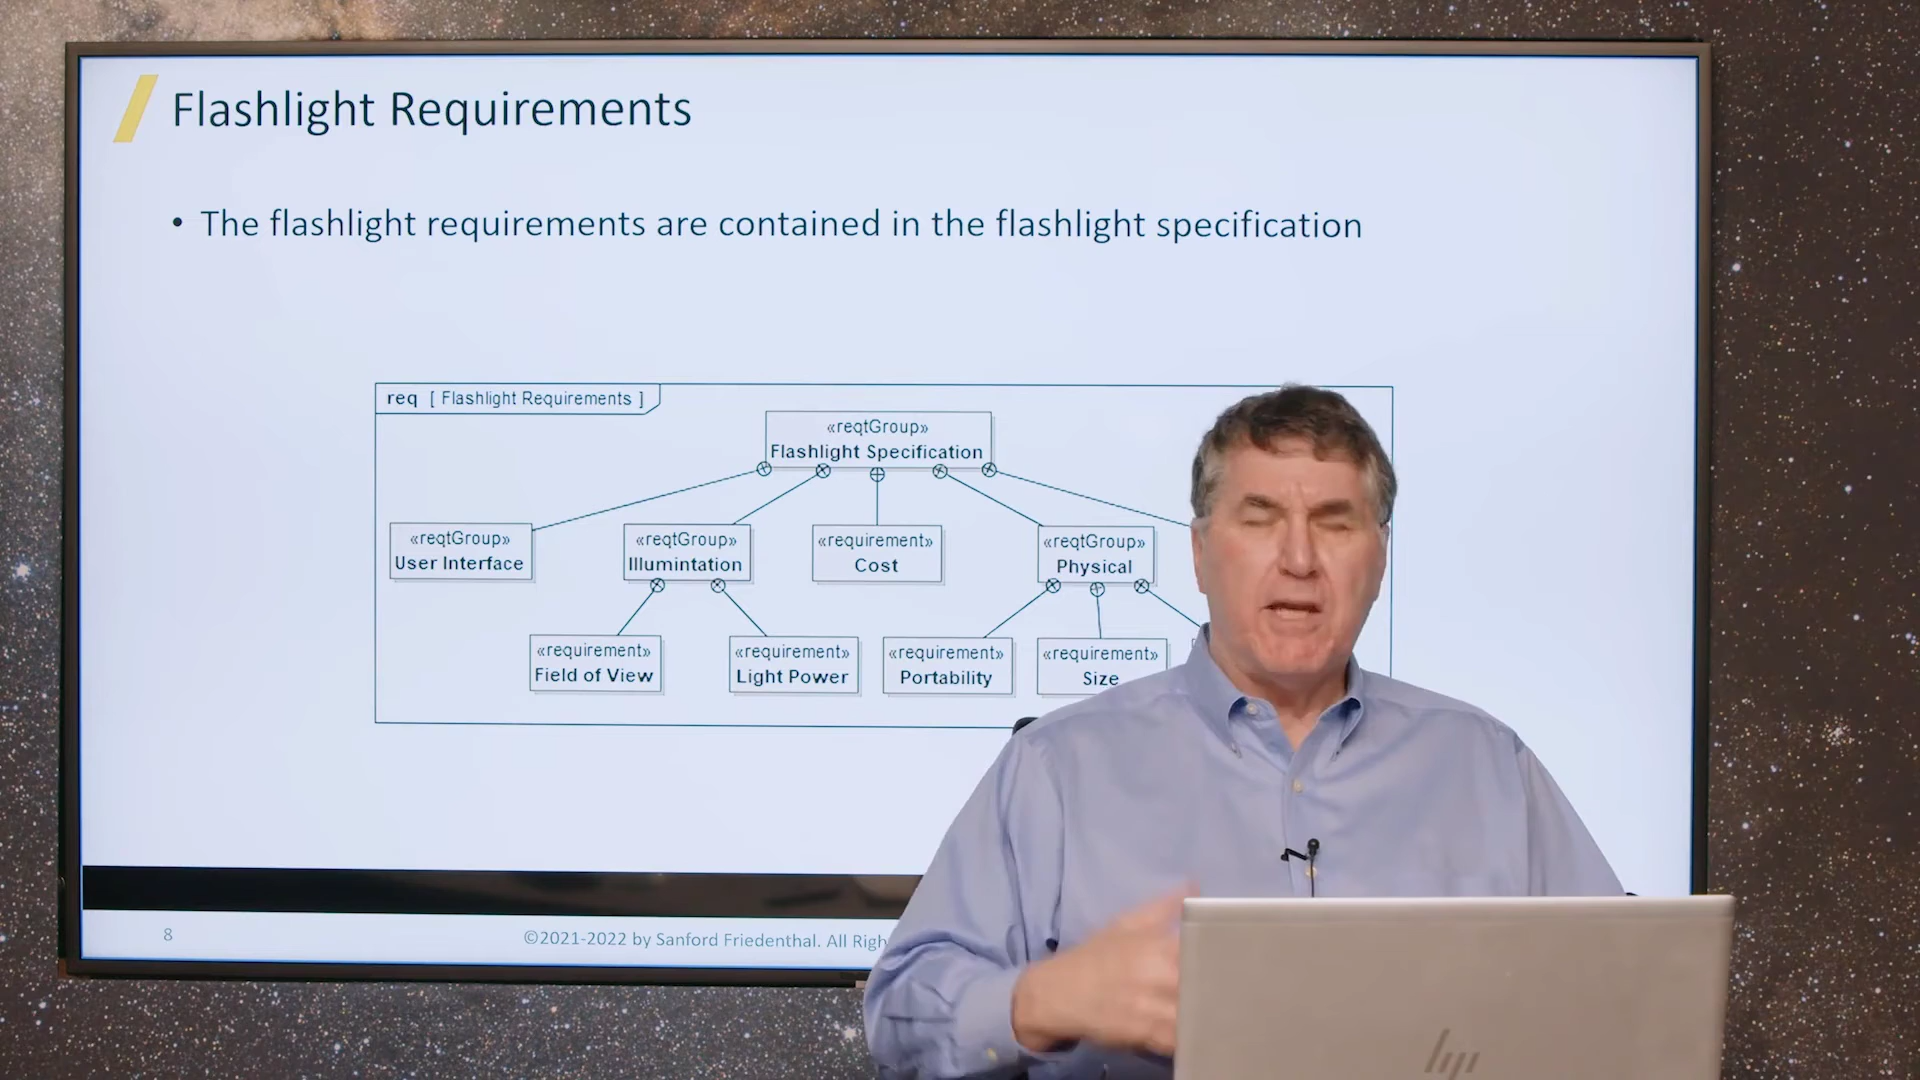 Flashlight Requirements
• The flashlight requirements are contained in the flashlight specification
req [ Flashlight Requirements ]
«reqtGroup»
Flashlight Specification
«reqtGroup»
User Interface
«reqtGroup»
Illumintation
«requirement»
Cost
«reqtGroup»
Physical
«requirement»
Field of View
«requirement»
Light Power
«requirement»
Portability
«requirement»
Size
8
©2021-2022 by Sanford Friedenthal. All
hp